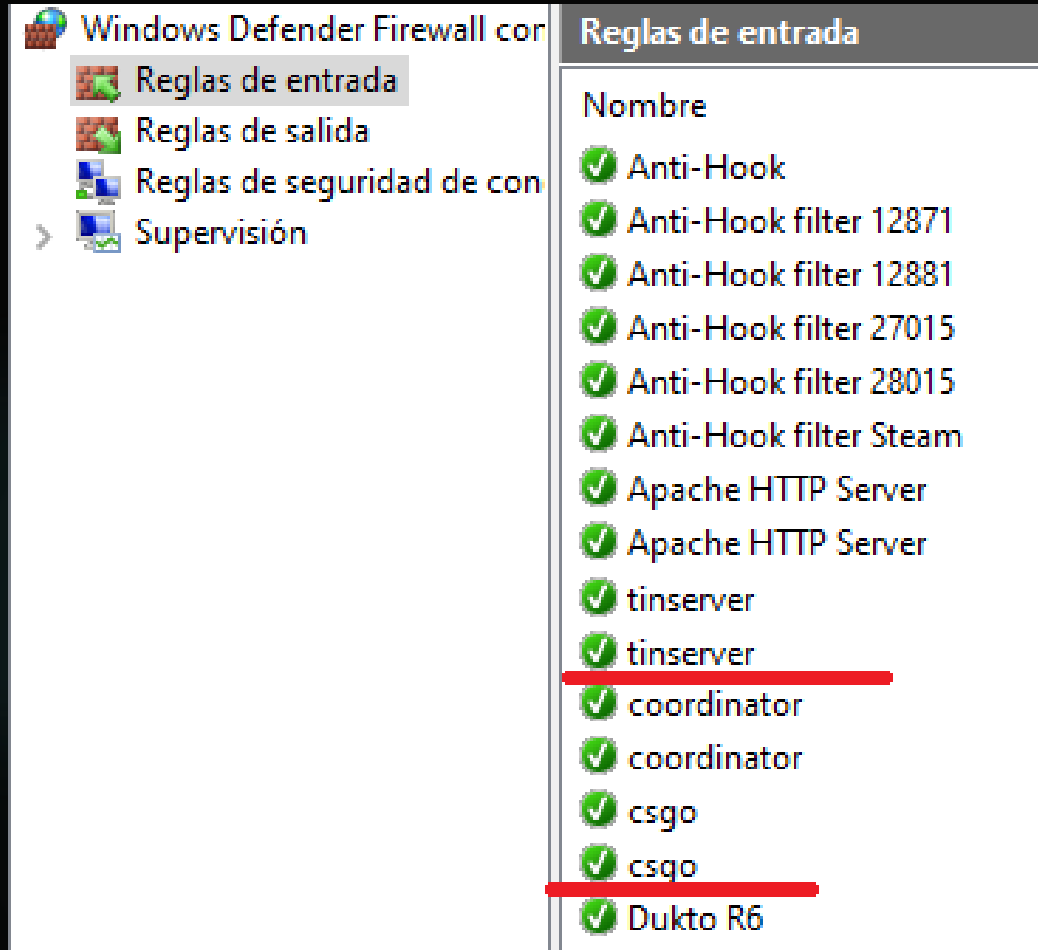 Windows Defender Firewall con
Reglas de entrada
Reglas de salida
Reglas de seguridad de con
Supervisión
Reglas de entrada
Nombre
Anti-Hook
Anti-Hook filter 12871
Anti-Hook filter 12881
Anti-Hook filter 27015
Anti-Hook filter 28015
Anti-Hook filter Steam
Apache HTTP Server
Apache HTTP Server
tinserver
tinserver
coordinator
coordinator
csgo
csgo
Dukto R6